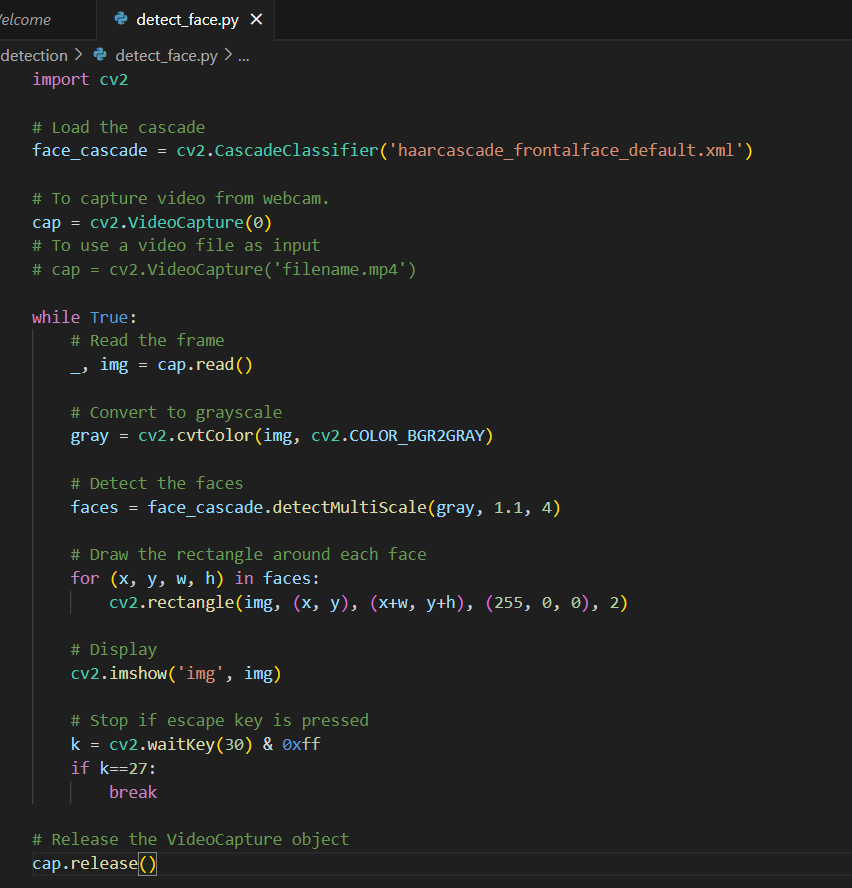 elcome detect_face.py ×
detection > detect_face.py > ...
import cv2
# Load the cascade
face_cascade = cv2.CascadeClassifier('haarcascade_frontalface_default.xml')
# To capture video from webcam.
cap = cv2.VideoCapture(0)
# To use a video file as input
# cap = cv2.VideoCapture('filename.mp4')
while True:
    # Read the frame
    _, img = cap.read()
    # Convert to grayscale
    gray = cv2.cvtColor(img, cv2.COLOR_BGR2GRAY)
    # Detect the faces
    faces = face_cascade.detectMultiScale(gray, 1.1, 4)
    # Draw the rectangle around each face
    for (x, y, w, h) in faces:
        cv2.rectangle(img, (x, y), (x+w, y+h), (255, 0, 0), 2)
    # Display
    cv2.imshow('img', img)
    # Stop if escape key is pressed
    k = cv2.waitKey(30) & 0xff
    if k==27:
        break
# Release the VideoCapture object
cap.release()